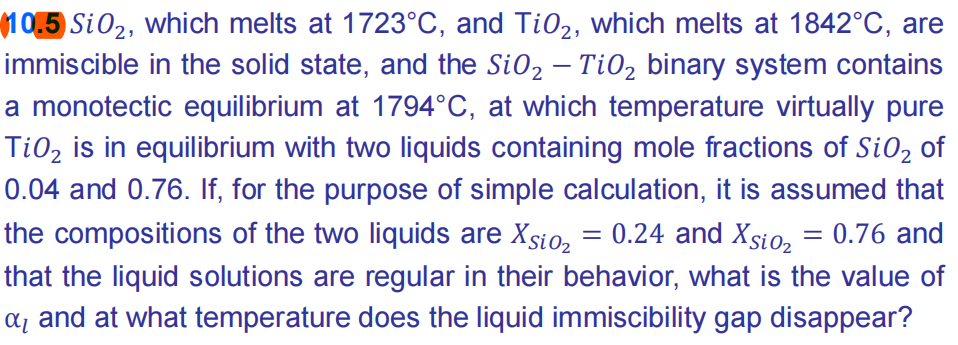 10.5 SiO₂, which melts at 1723°C, and TiO₂, which melts at 1842°C, are
immiscible in the solid state, and the SiO₂ − TiO₂ binary system contains
a monotectic equilibrium at 1794°C, at which temperature virtually pure
TiO₂ is in equilibrium with two liquids containing mole fractions of SiO₂ of
0.04 and 0.76. If, for the purpose of simple calculation, it is assumed that
the compositions of the two liquids are X_SiO₂ = 0.24 and X_SiO₂ = 0.76 and
that the liquid solutions are regular in their behavior, what is the value of
αₗ and at what temperature does the liquid immiscibility gap disappear?